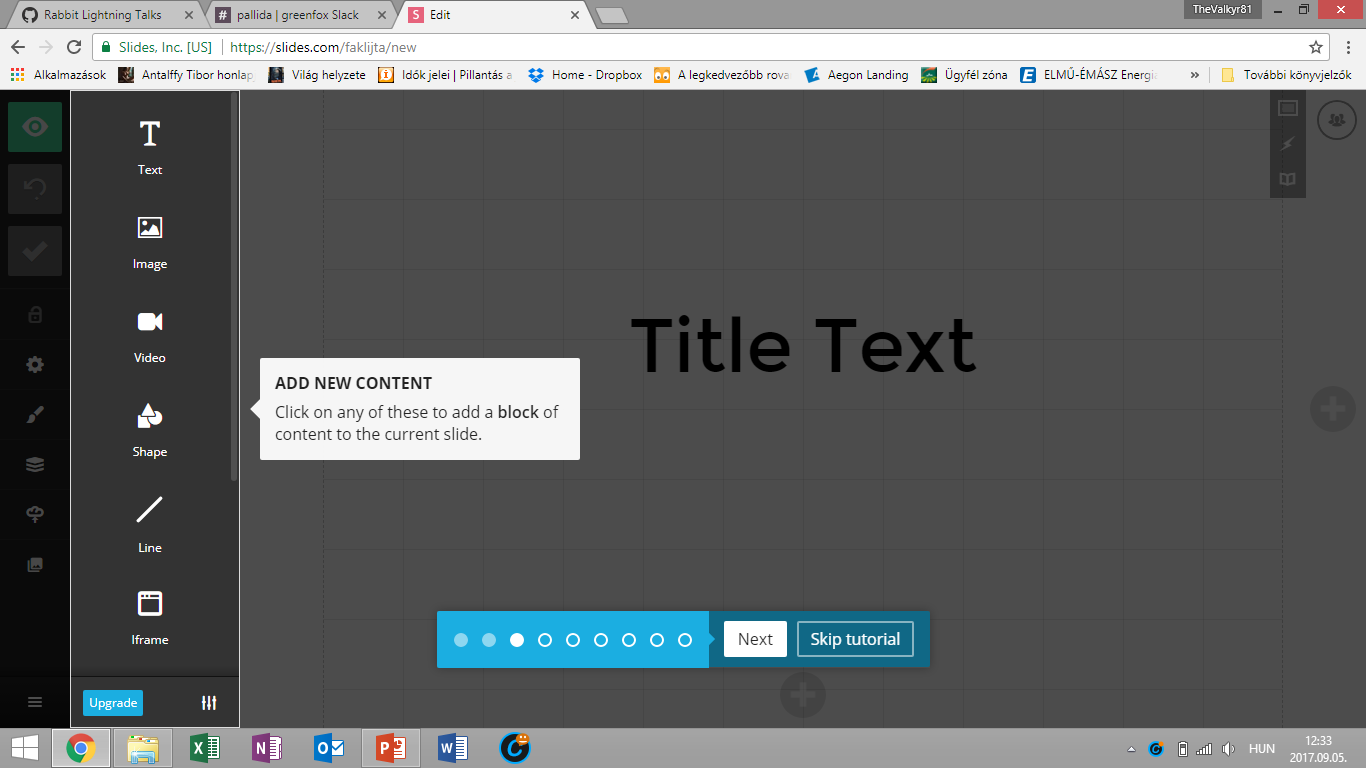 Rabbit Lightning Talks
pallida | greenfox Slack
Edit
TheValkyr81
Slides, Inc. [US]
https://slides.com/faklijta/new
Alkalmazások
Antalffy Tibor honlap
Világ helyzete
Idők jelei | Pillantás a
Home - Dropbox
A legkedvezőbb rova
Aegon Landing
Ügyfél zóna
ELMŰ-ÉMÁSZ Energia
»
További könyvjelzők
Text
Image
Video
Shape
Line
Iframe
Upgrade
Title Text
ADD NEW CONTENT
Click on any of these to add a block of
content to the current slide.
Next
Skip tutorial
HUN
12:33
2017.09.05.